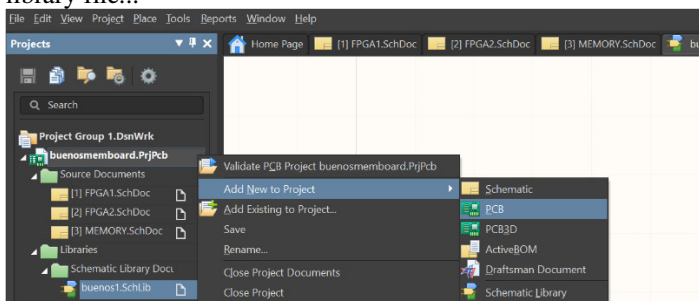 library file...
File Edit View Project Place Tools Reports Window Help
Projects
Home Page [1] FPGA1.SchDoc [2] FPGA2.SchDoc [3] MEMORY.SchDoc bu
Search
Project Group 1.DsnWrk
buenosmemboard.PrjPcb
Validate PCB Project buenosmemboard.PrjPcb
Source Documents
Add New to Project Schematic
[1] FPGA1.SchDoc
[2] FPGA2.SchDoc
Add Existing to Project... PCB
[3] MEMORY.SchDoc
Save PCB3D
Libraries
Rename... ActiveBOM
Schematic Library Docu
Close Project Documents Draftsman Document
buenos1.SchLib
Close Project Schematic Library